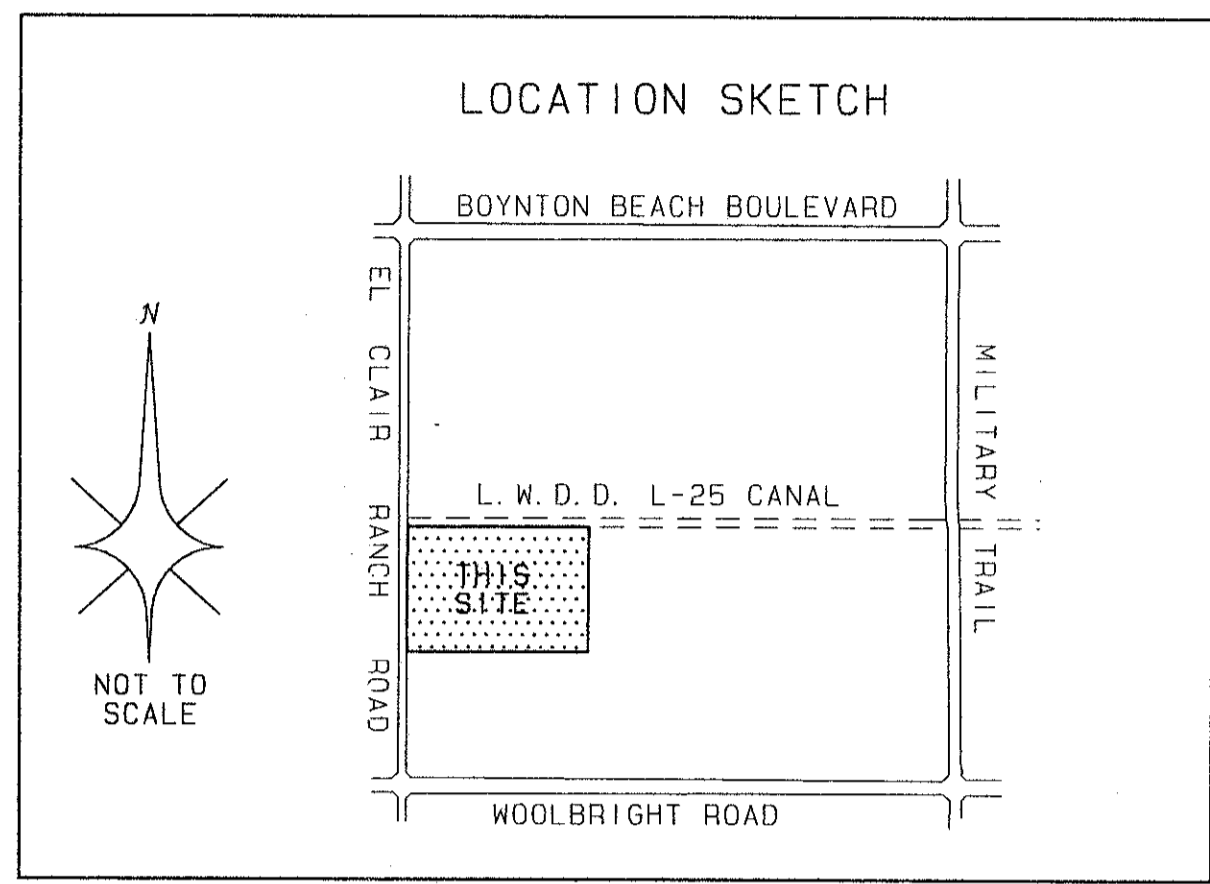 LOCATION SKETCH
BOYNTON BEACH BOULEVARD
EL CLAIR RANCH ROAD
MILITARY TRAIL
N
L. W. D. D. L-25 CANAL
THIS
SITE
NOT TO
SCALE
WOOLBRIGHT ROAD